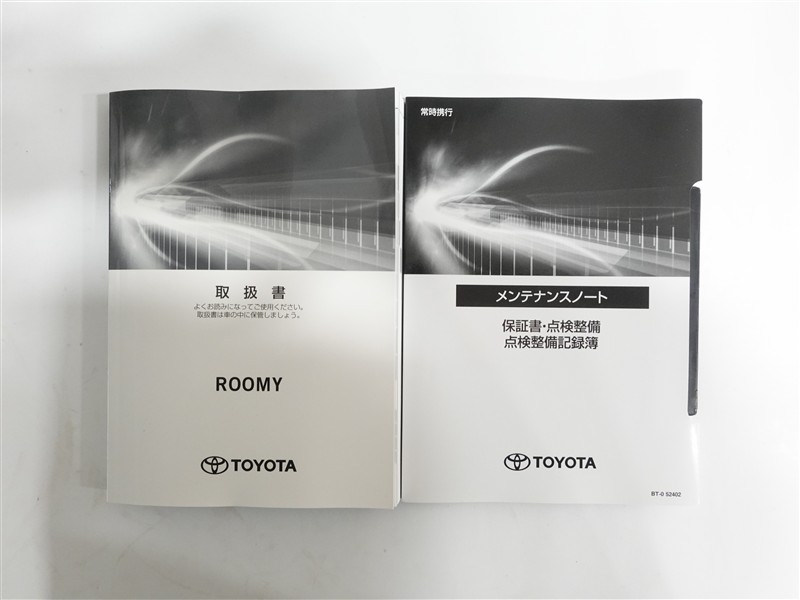 取扱書
よくお読みになってご使用ください。
取扱書は車の中に保管しましょう。
ROOMY
TOYOTA
常時携行
メンテナンスノート
保証書・点検整備
点検整備記録簿
TOYOTA
BT-0 S2402